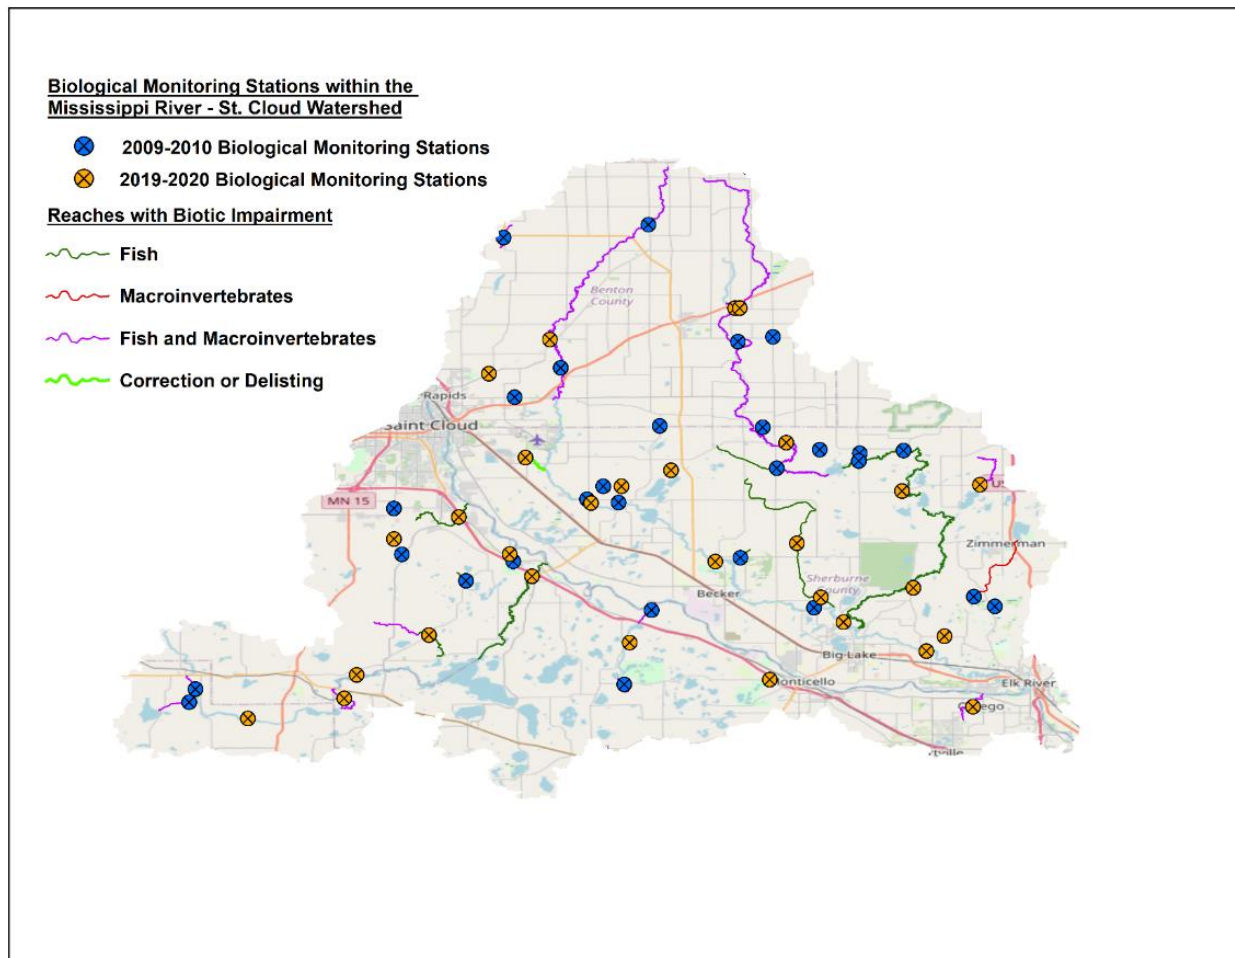 Biological Monitoring Stations within the
Mississippi River - St. Cloud Watershed
2009-2010 Biological Monitoring Stations
2019-2020 Biological Monitoring Stations
Reaches with Biotic Impairment
Fish
Macroinvertebrates
Fish and Macroinvertebrates
Correction or Delisting
Benton
County
Rapids
Saint Cloud
MN 15
Zimmerman
Sherburne
County
Becker
Big Lake
Monticello
Elk River